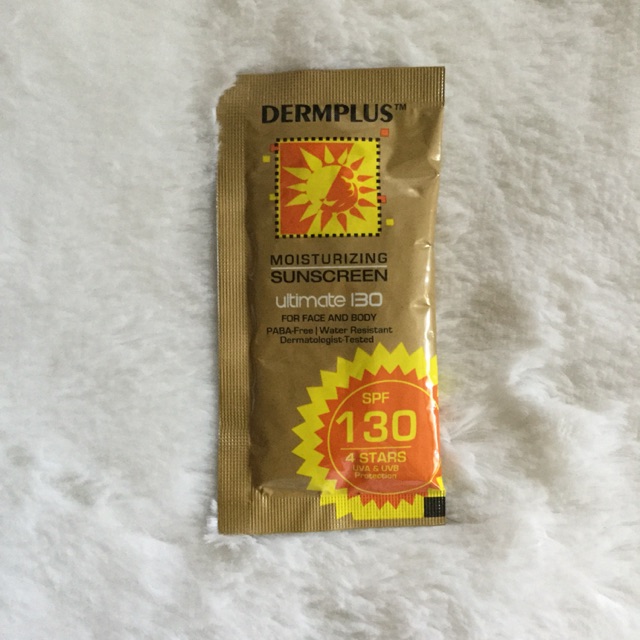 DERMPLUS™
MOISTURIZING
SUNSCREEN
ultimate 130
FOR FACE AND BODY
PABA-Free | Water Resistant
Dermatologist-Tested
SPF
130
4 STARS
UVA & UVB
Protection